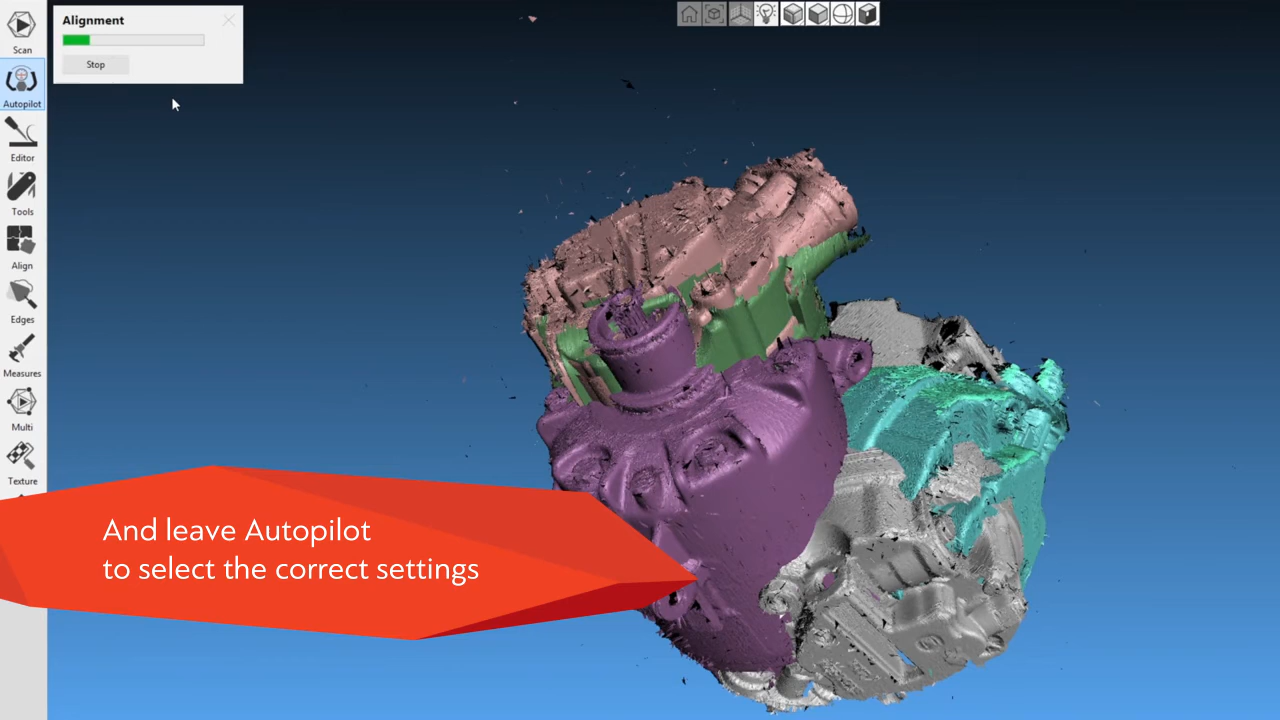 Alignment
Stop
Scan
Autopilot
Editor
Tools
Align
Edges
Measures
Multi
Texture
And leave Autopilot
to select the correct settings